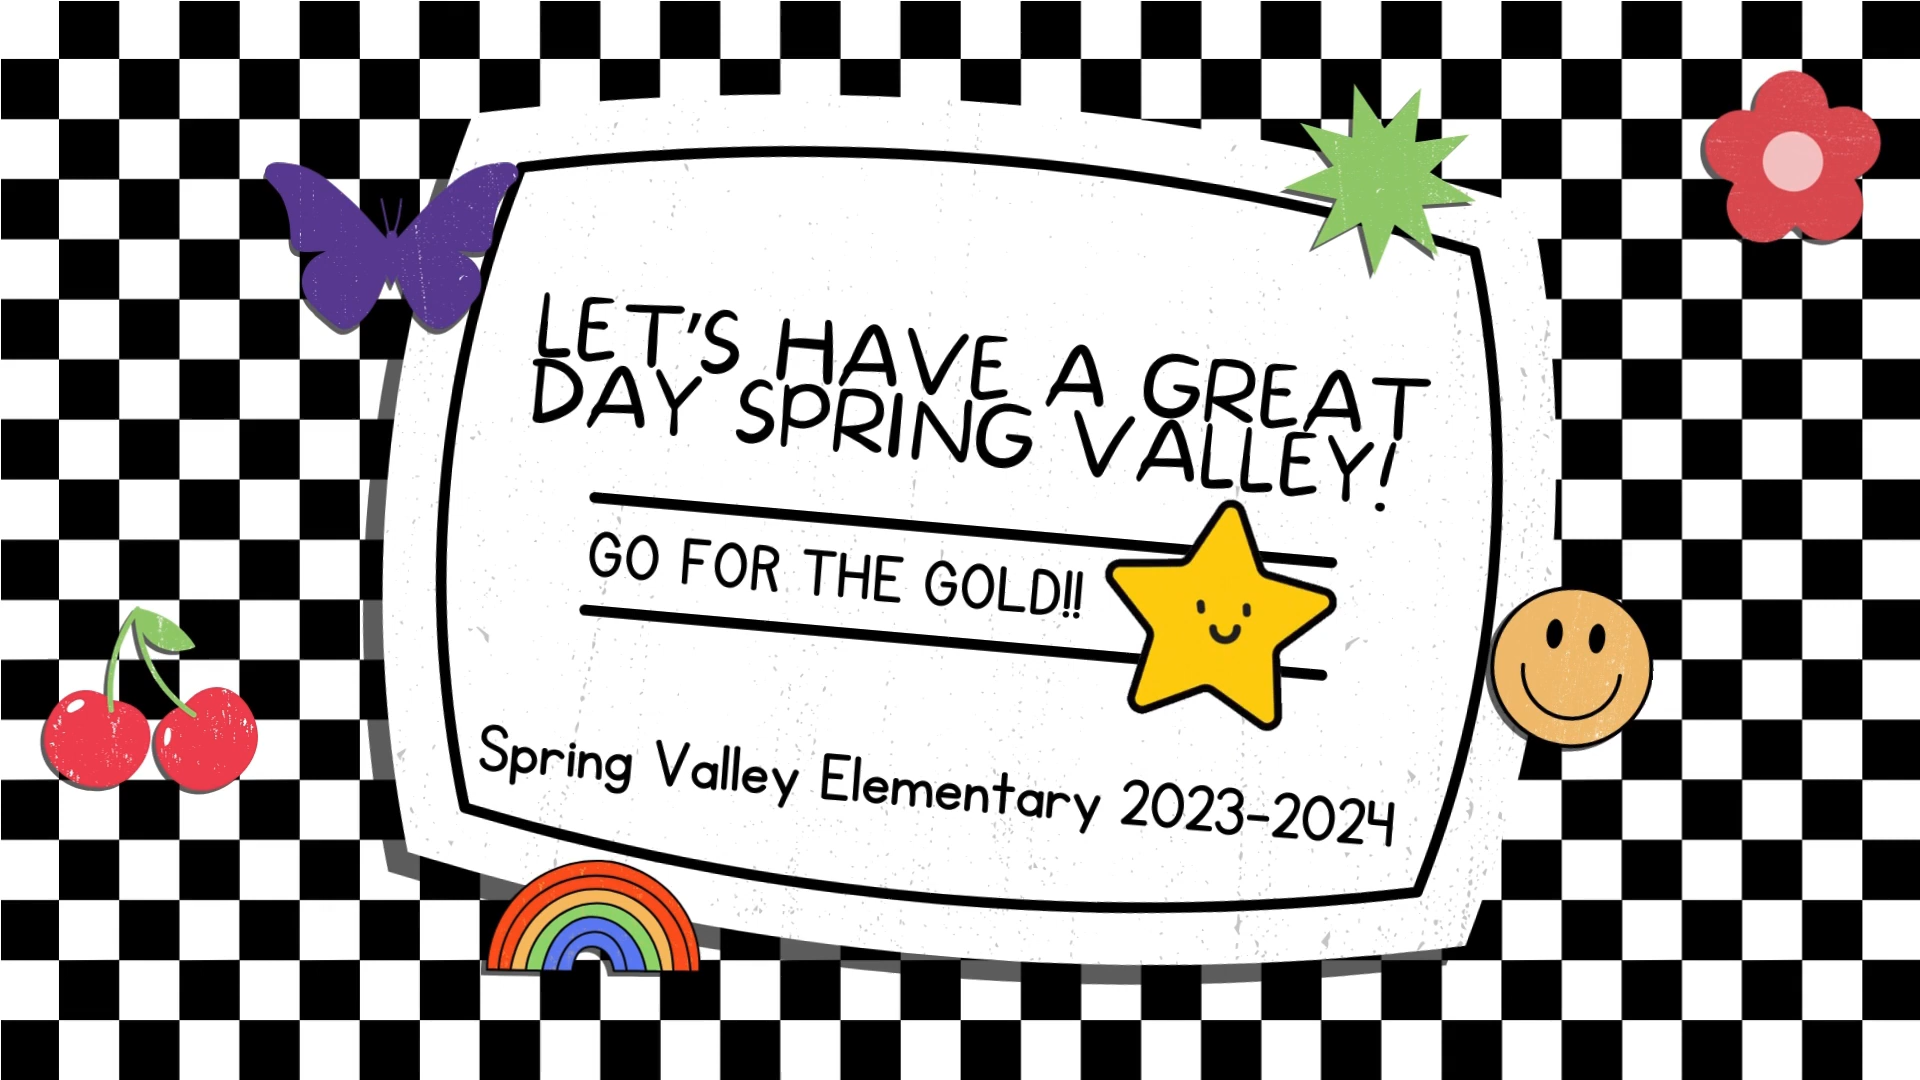 LET'S HAVE A GREAT
DAY SPRING VALLEY!
GO FOR THE GOLD!!
Spring Valley Elementary 2023-2024